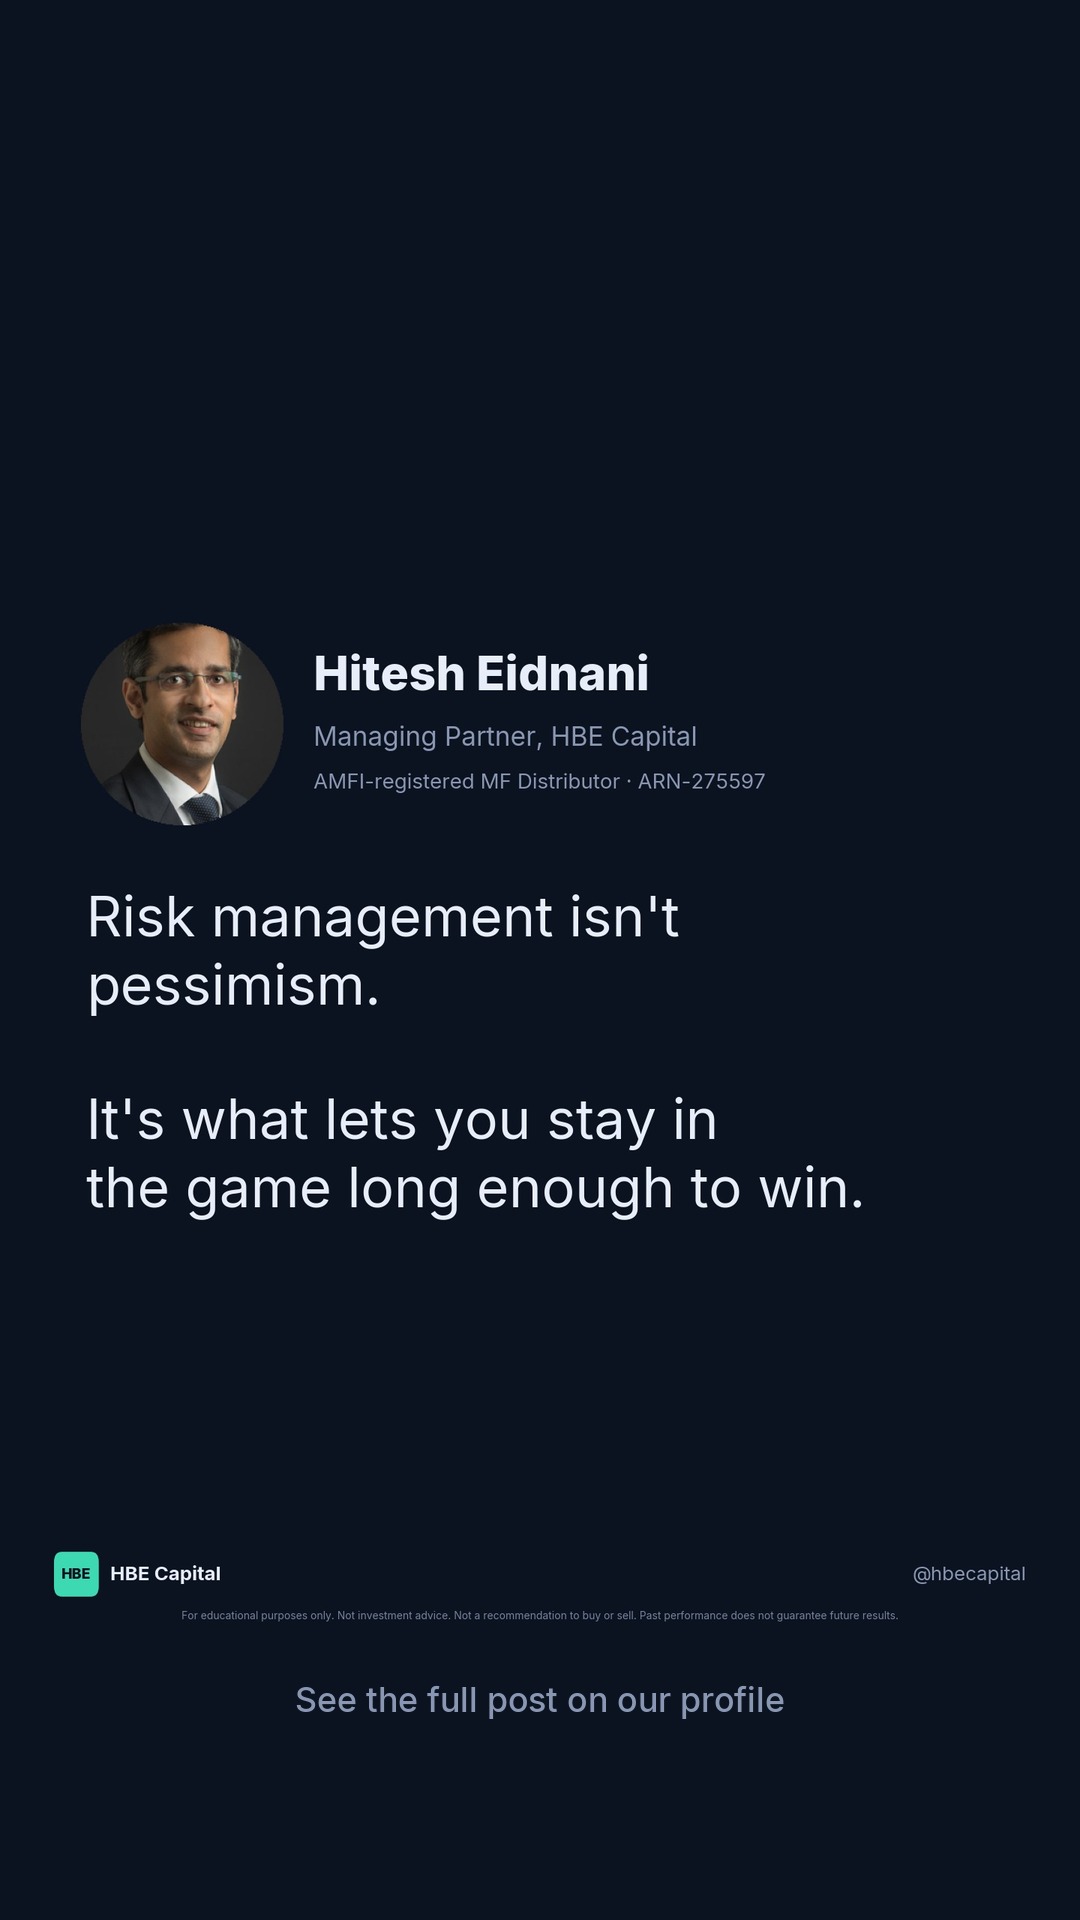 Hitesh Eidnani
Managing Partner, HBE Capital
AMFI-registered MF Distributor · ARN-275597
Risk management isn't
pessimism.
It's what lets you stay in
the game long enough to win.
HBE
HBE Capital
@hbecapital
For educational purposes only. Not investment advice. Not a recommendation to buy or sell. Past performance does not guarantee future results.
See the full post on our profile